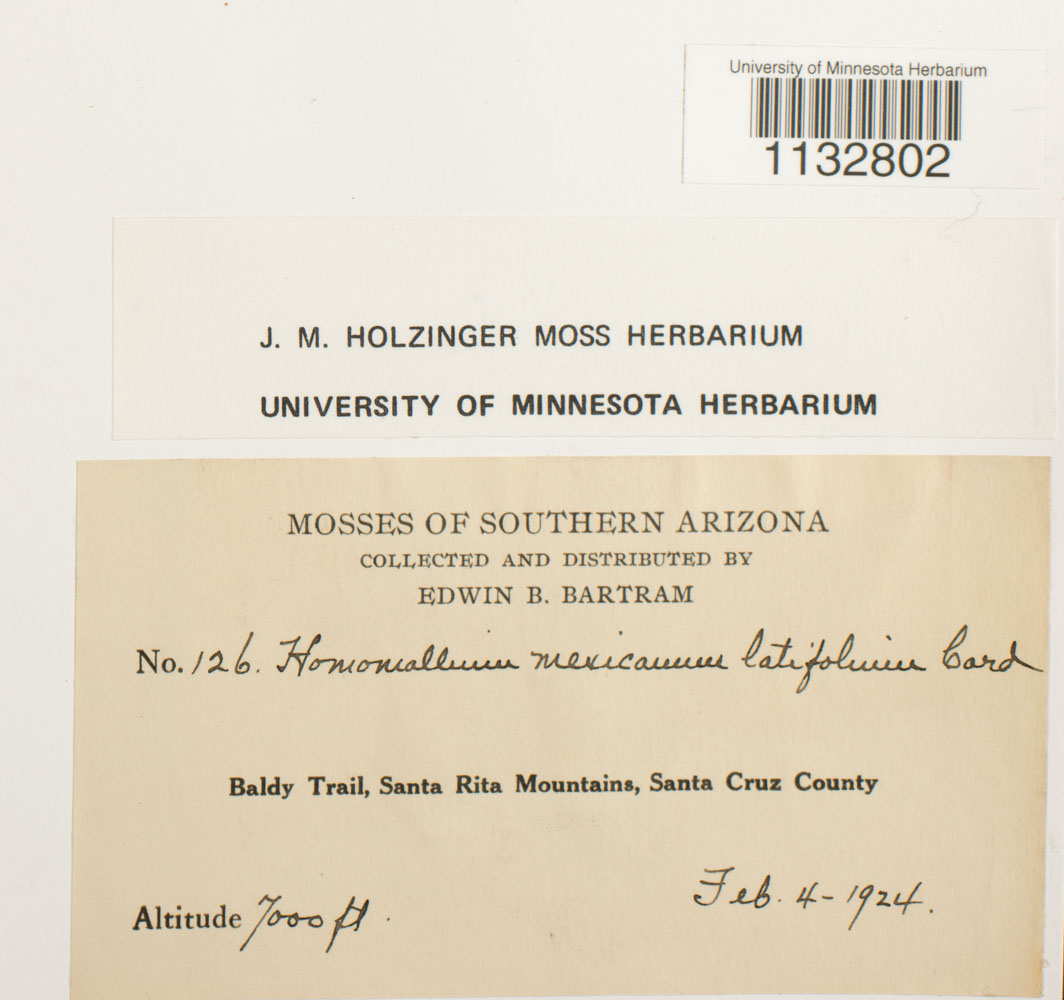 University of Minnesota Herbarium
1132802
J. M. HOLZINGER MOSS HERBARIUM
UNIVERSITY OF MINNESOTA HERBARIUM
MOSSES OF SOUTHERN ARIZONA
COLLECTED AND DISTRIBUTED BY
EDWIN B. BARTRAM
No. 126. Homomallium mexicanum latifolium Card
Baldy Trail, Santa Rita Mountains, Santa Cruz County
Altitude 7000 ft.
Feb. 4-1924.